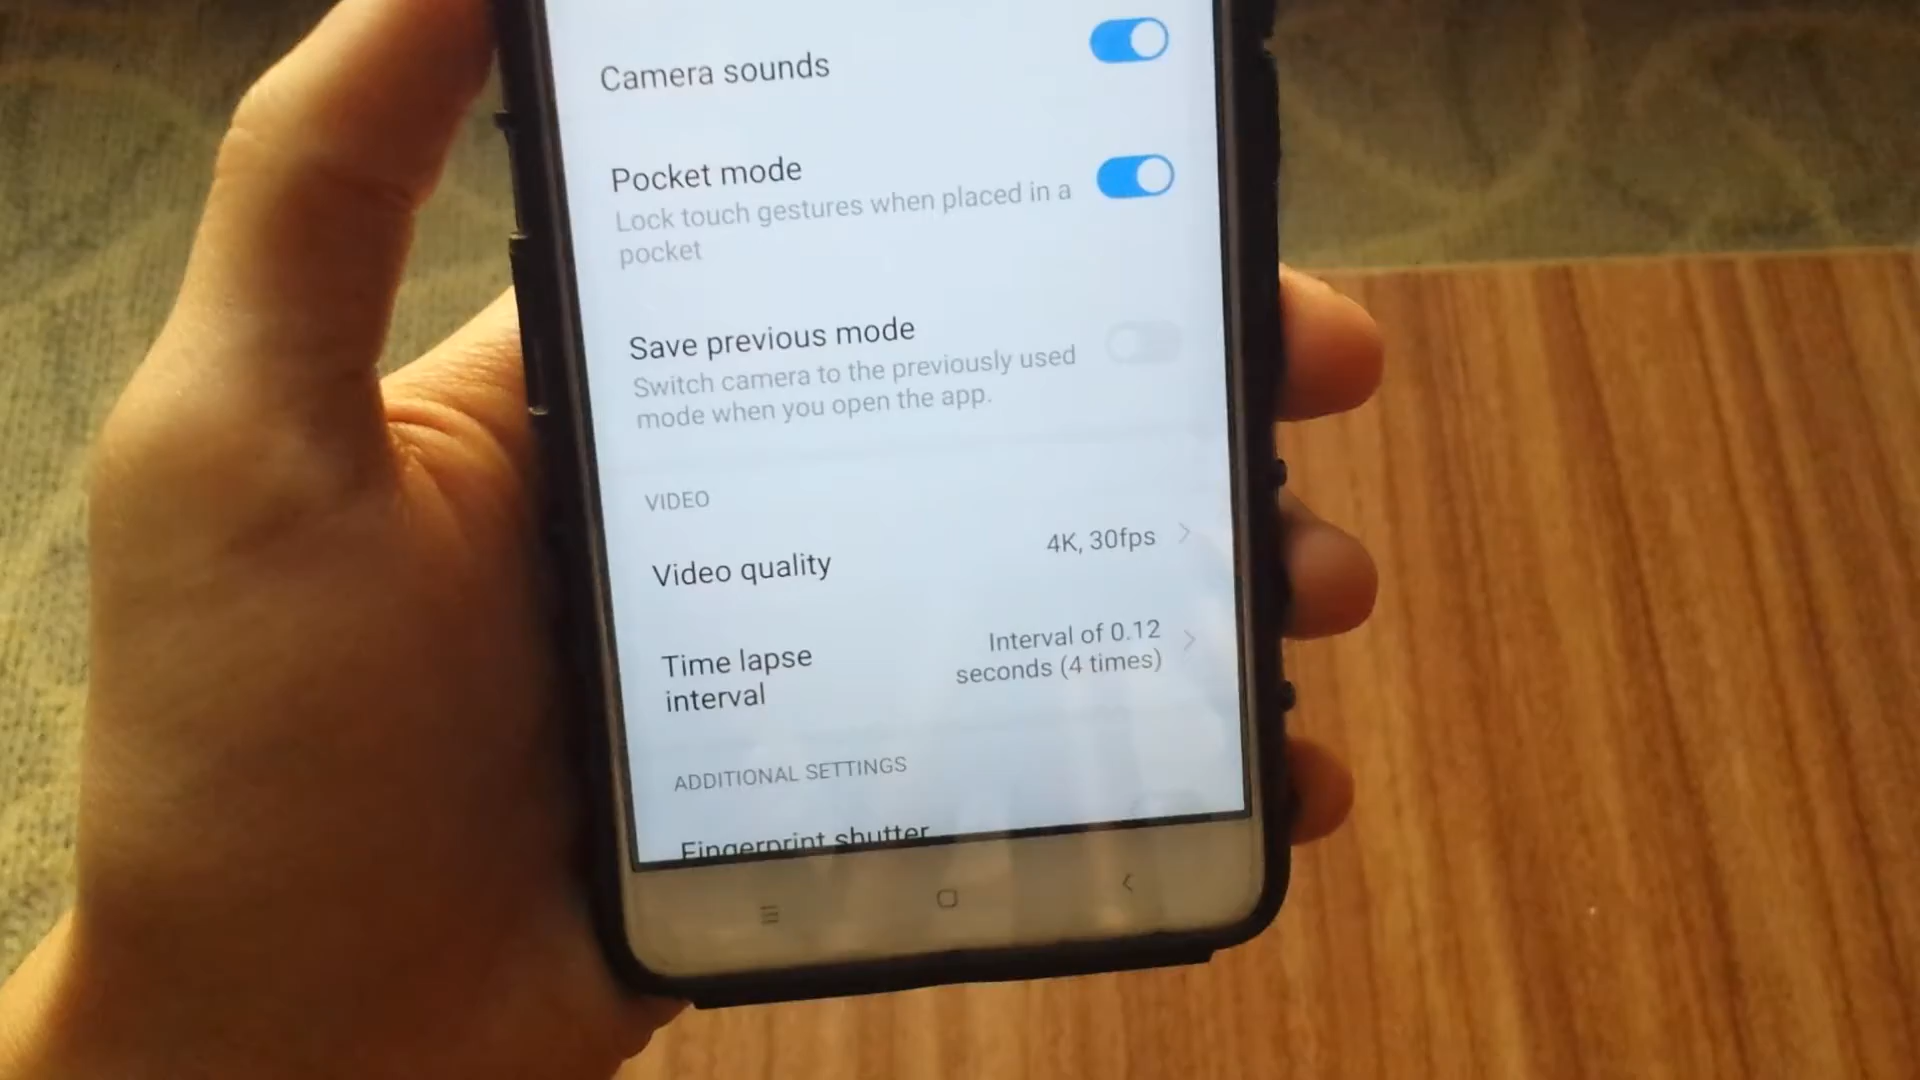 Camera sounds
Pocket mode
Lock touch gestures when placed in a
pocket
Save previous mode
Switch camera to the previously used
mode when you open the app.
VIDEO
Video quality
4K, 30fps
Time lapse
interval
Interval of 0.12
seconds (4 times)
ADDITIONAL SETTINGS
Fingerprint shutter